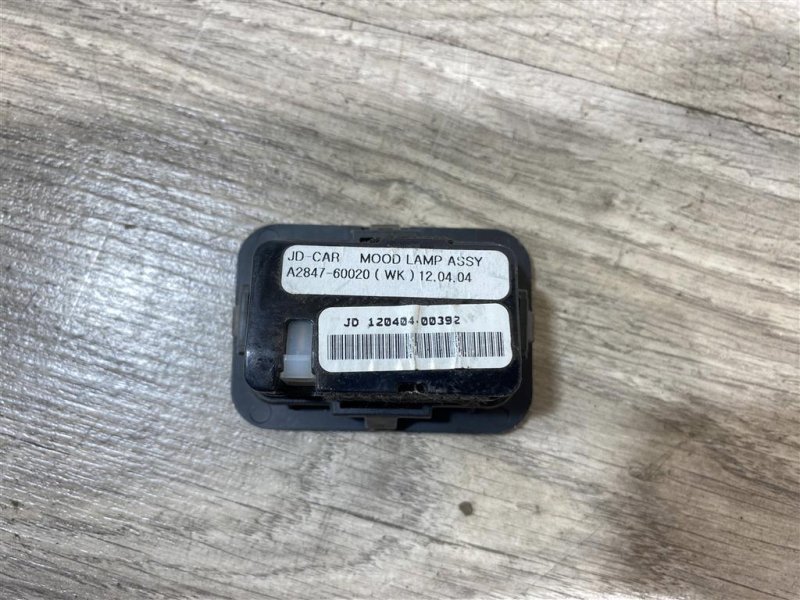 JD-CAR MOOD LAMP ASSY
A2847-60020 ( WK ) 12.04.04
JD 120404-00392